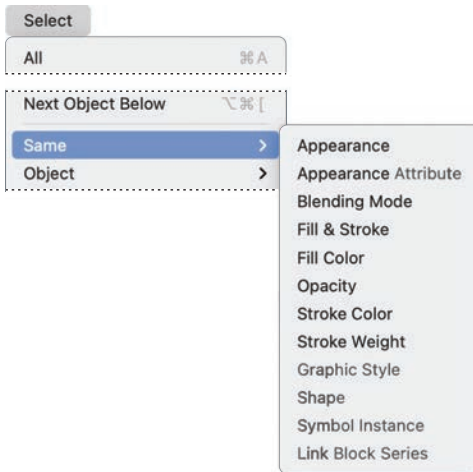 Select
All ⌘ A
Next Object Below ⌥ ⌘ [
Same >
Object >
Appearance
Appearance Attribute
Blending Mode
Fill & Stroke
Fill Color
Opacity
Stroke Color
Stroke Weight
Graphic Style
Shape
Symbol Instance
Link Block Series